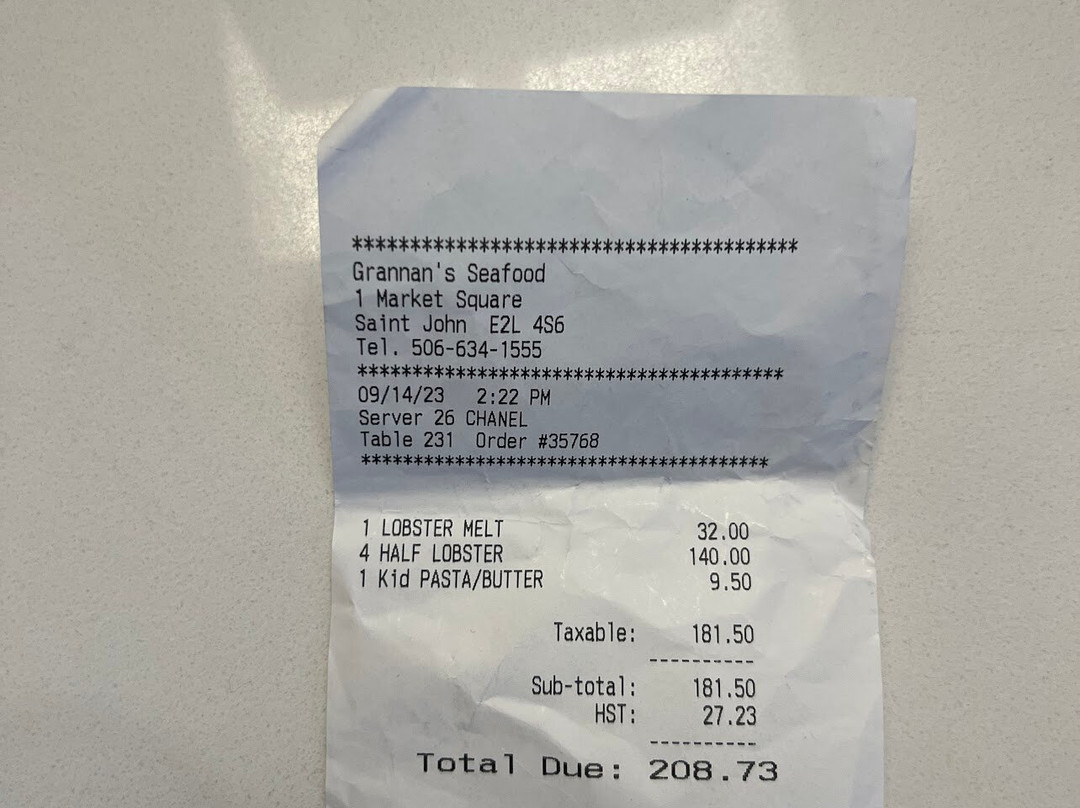 ******************************************
Grannan's Seafood
1 Market Square
Saint John E2L 4S6
Tel. 506-634-1555
******************************************
09/14/23 2:22 PM
Server 26 CHANEL
Table 231 Order #35768
******************************************
1 LOBSTER MELT 32.00
4 HALF LOBSTER 140.00
1 Kid PASTA/BUTTER 9.50
Taxable: 181.50
----------
Sub-total: 181.50
HST: 27.23
----------
Total Due: 208.73